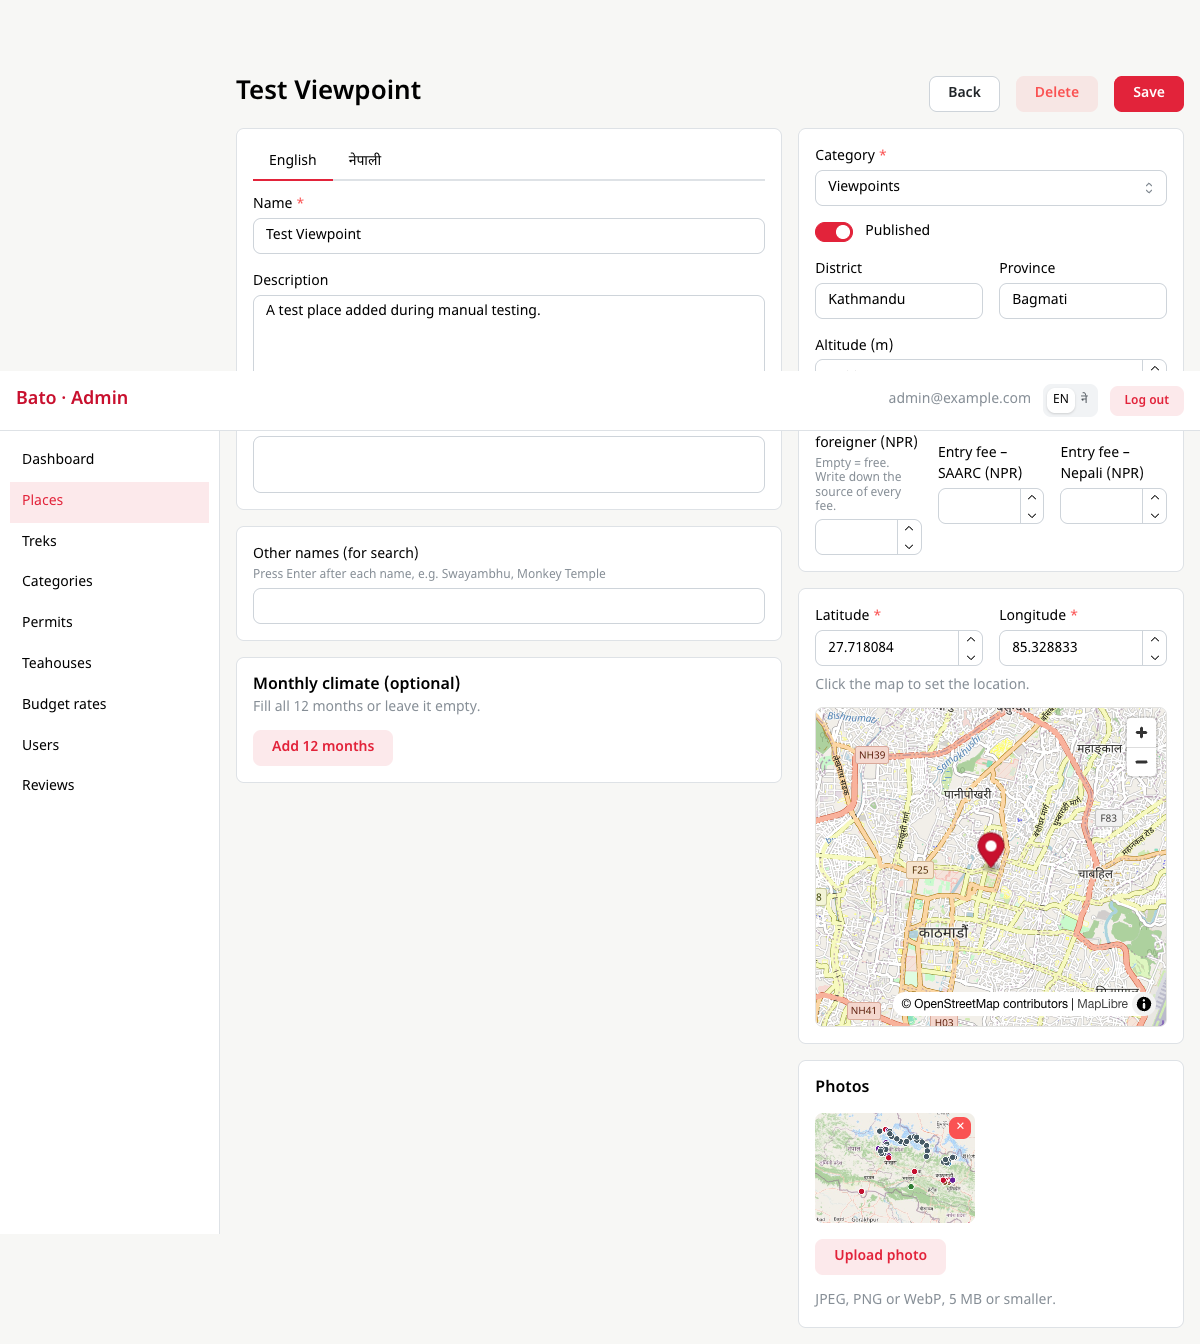 Test Viewpoint
Back
Delete
Save
English
नेपाली
Name *
Test Viewpoint
Description
A test place added during manual testing.
Category *
Viewpoints
Published
District
Province
Kathmandu
Bagmati
Altitude (m)
Bato · Admin
admin@example.com
EN
ने
Log out
Dashboard
Places
Treks
Categories
Permits
Teahouses
Budget rates
Users
Reviews
foreigner (NPR)
Empty = free.
Write down the
source of every
fee.
Entry fee –
SAARC (NPR)
Entry fee –
Nepali (NPR)
Other names (for search)
Press Enter after each name, e.g. Swayambhu, Monkey Temple
Monthly climate (optional)
Fill all 12 months or leave it empty.
Add 12 months
Latitude *
Longitude *
27.718084
85.328833
Click the map to set the location.
Bishnumati
NH39
Samakhushi
महाङ्काल
पानीपोखरी
F83
F25
चाबहिल
8
काठमाडौं
NH41
H03
© OpenStreetMap contributors | MapLibre
Photos
Gorakhpur
Upload photo
JPEG, PNG or WebP, 5 MB or smaller.